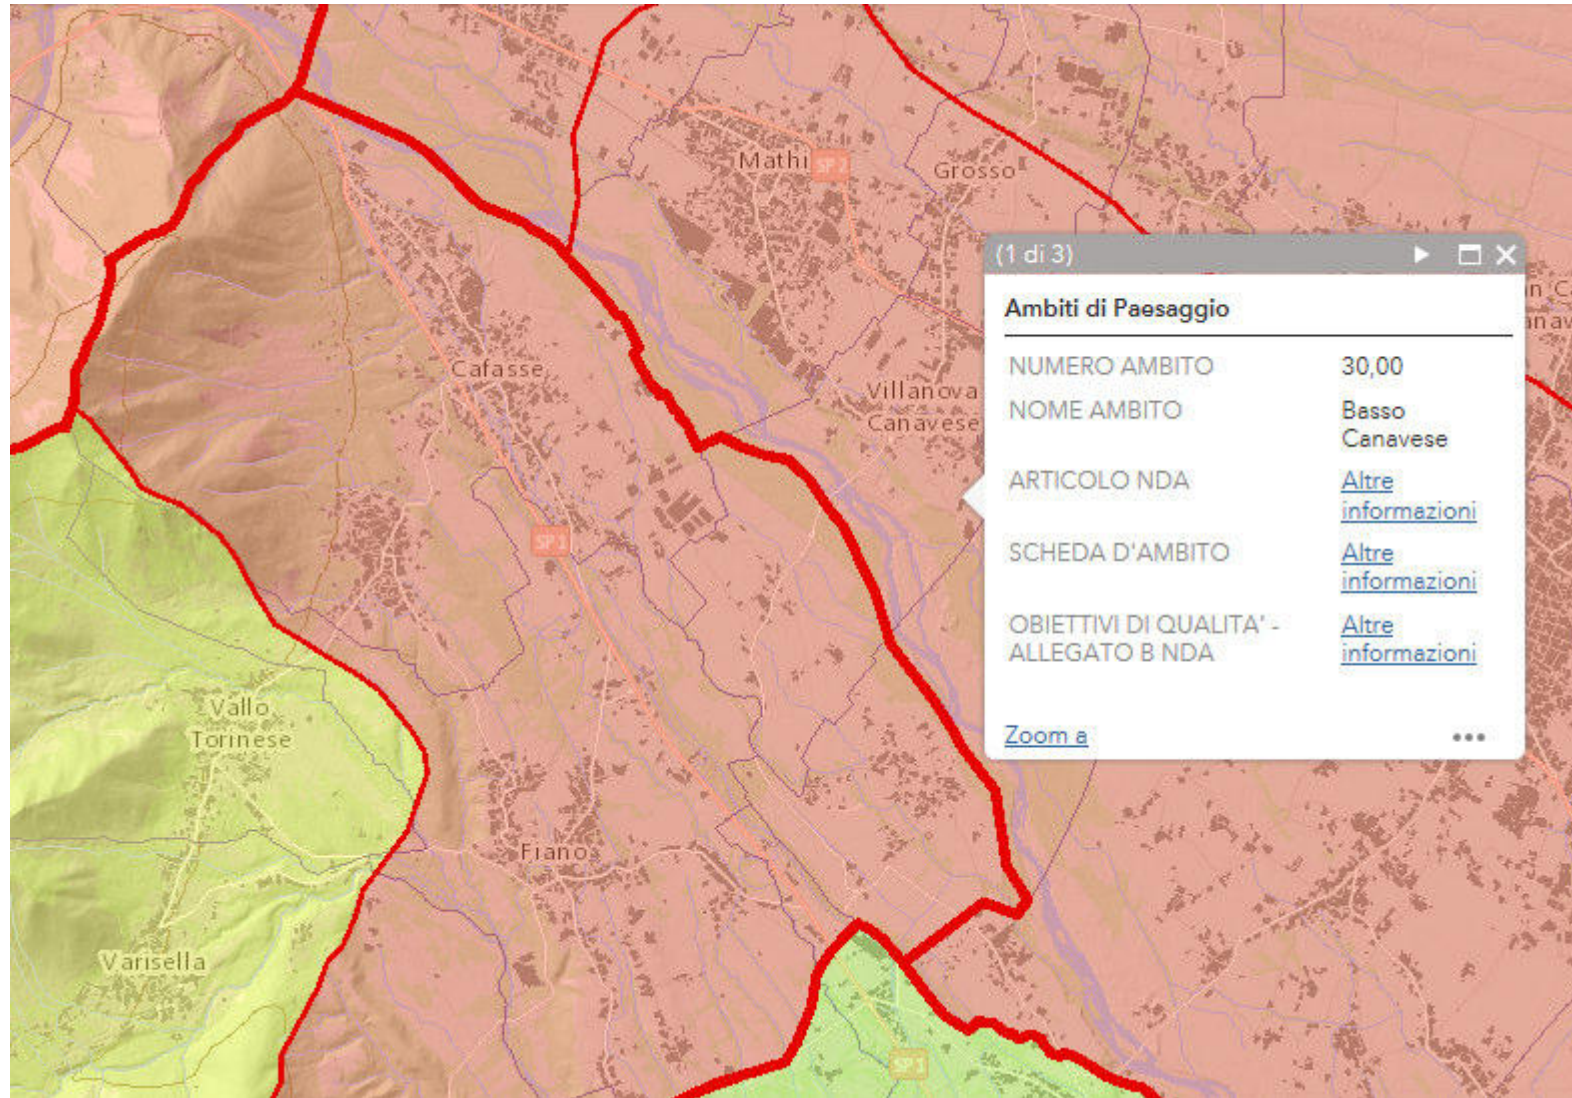 Mathi
SP 2
Grosso
Cafasse
Villanova
Canavese
SP 1
Vallo
Torinese
Fiano
Varisella
SP 1
(1 di 3)
Ambiti di Paesaggio
NUMERO AMBITO 30,00
NOME AMBITO Basso
Canavese
ARTICOLO NDA Altre
informazioni
SCHEDA D'AMBITO Altre
informazioni
OBIETTIVI DI QUALITA' - Altre
ALLEGATO B NDA informazioni
Zoom a